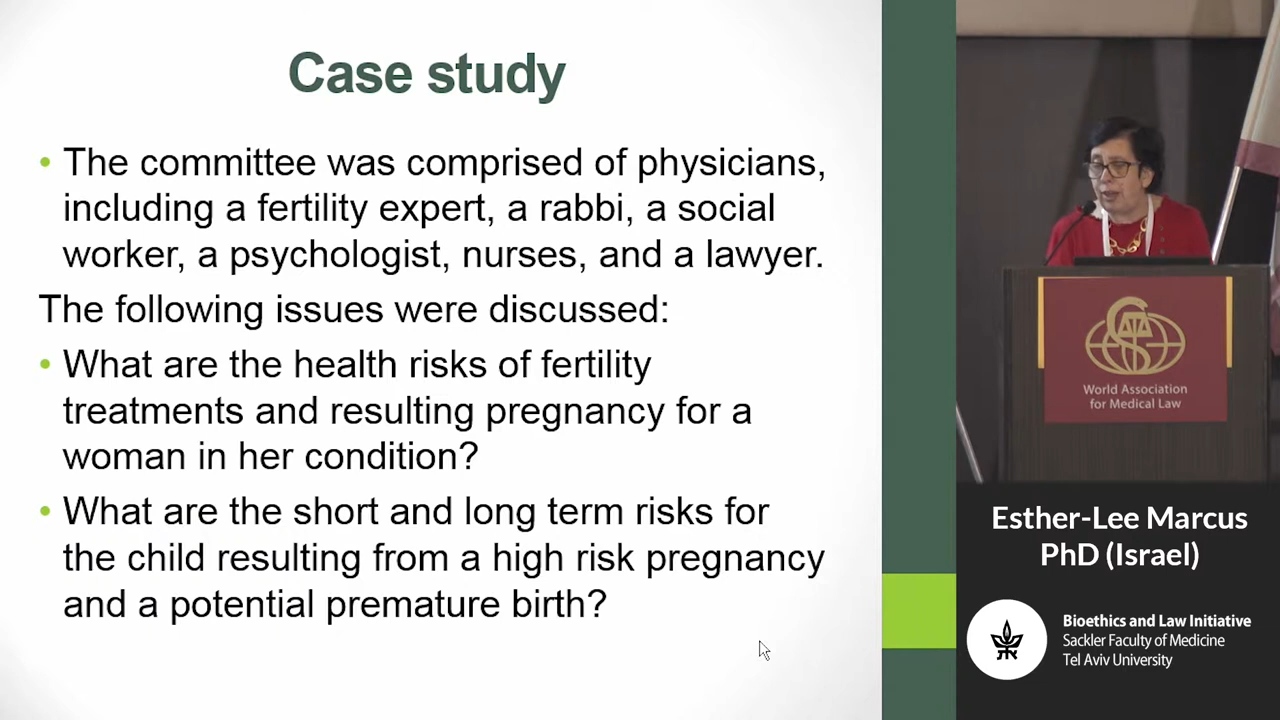 Case study
• The committee was comprised of physicians,
including a fertility expert, a rabbi, a social
worker, a psychologist, nurses, and a lawyer.
The following issues were discussed:
• What are the health risks of fertility
treatments and resulting pregnancy for a
woman in her condition?
• What are the short and long term risks for
the child resulting from a high risk pregnancy
and a potential premature birth?
World Association
for Medical Law
Esther-Lee Marcus
PhD (Israel)
Bioethics and Law Initiative
Sackler Faculty of Medicine
Tel Aviv University